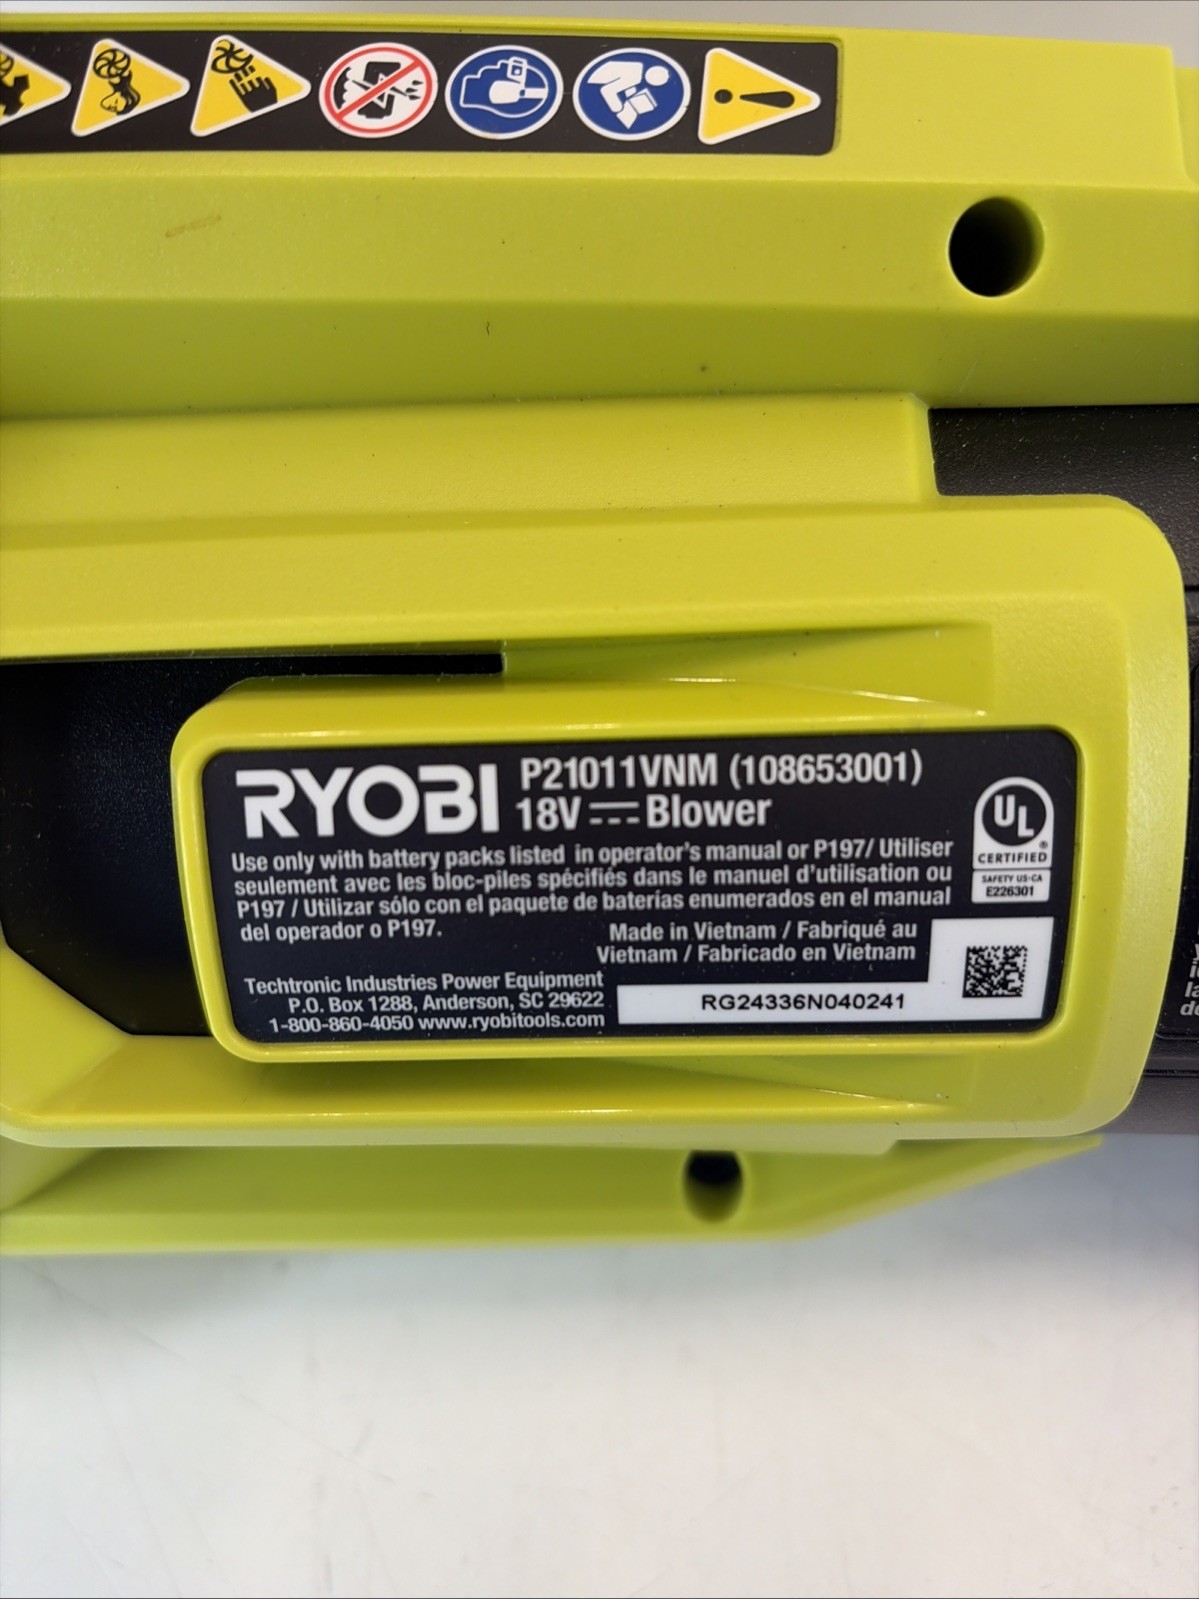 RYOBI
P21011VNM (108653001)
18V ⎓ Blower
Use only with battery packs listed in operator's manual or P197/ Utiliser
seulement avec les bloc-piles spécifiés dans le manuel d'utilisation ou
P197 / Utilizar sólo con el paquete de baterías enumerados en el manual
del operador o P197.
Made in Vietnam / Fabriqué au
Vietnam / Fabricado en Vietnam
Techtronic Industries Power Equipment
P.O. Box 1288, Anderson, SC 29622
1-800-860-4050 www.ryobitools.com
RG24336N040241
UL
®
CERTIFIED
SAFETY US-CA
E226301